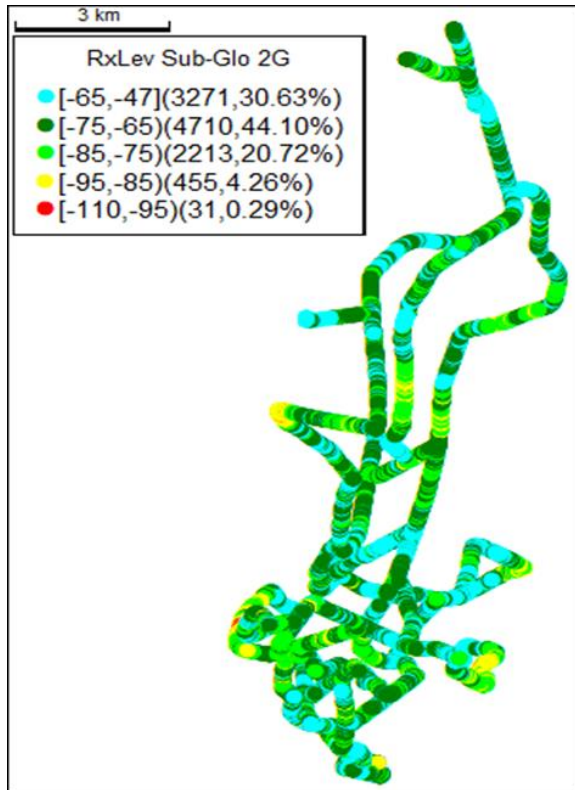 3 km
RxLev Sub-Glo 2G
[-65,-47](3271,30.63%)
[-75,-65)(4710,44.10%)
[-85,-75)(2213,20.72%)
[-95,-85)(455,4.26%)
[-110,-95)(31,0.29%)